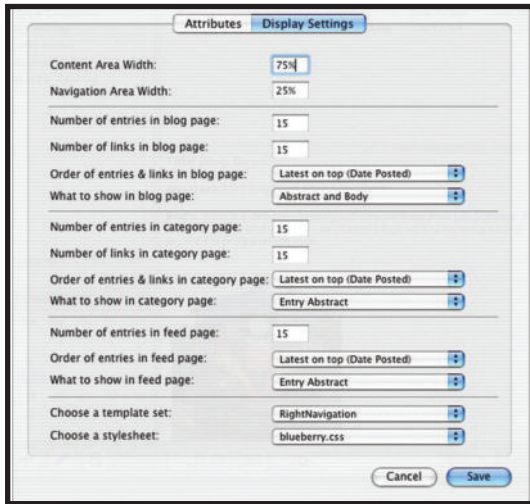 Attributes Display Settings
Content Area Width: 75%
Navigation Area Width: 25%
Number of entries in blog page: 15
Number of links in blog page: 15
Order of entries & links in blog page: Latest on top (Date Posted)
What to show in blog page: Abstract and Body
Number of entries in category page: 15
Number of links in category page: 15
Order of entries & links in category page: Latest on top (Date Posted)
What to show in category page: Entry Abstract
Number of entries in feed page: 15
Order of entries in feed page: Latest on top (Date Posted)
What to show in feed page: Entry Abstract
Choose a template set: RightNavigation
Choose a stylesheet: blueberry.css
Cancel Save